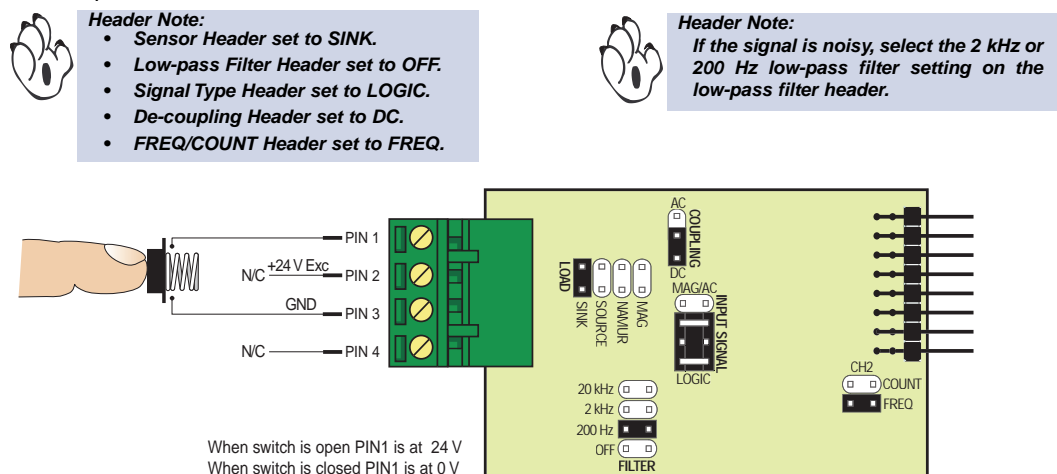 Header Note:
• Sensor Header set to SINK.
• Low-pass Filter Header set to OFF.
• Signal Type Header set to LOGIC.
• De-coupling Header set to DC.
• FREQ/COUNT Header set to FREQ.
Header Note:
If the signal is noisy, select the 2 kHz or
200 Hz low-pass filter setting on the
low-pass filter header.
PIN 1
N/C +24 V Exc PIN 2
GND PIN 3
N/C PIN 4
AC
COUPLING
DC
LOAD
SINK
SOURCE
NAMUR
MAG
MAG/AC
INPUT SIGNAL
LOGIC
CH2
COUNT
FREQ
20 kHz
2 kHz
200 Hz
OFF
FILTER
When switch is open PIN1 is at 24 V
When switch is closed PIN1 is at 0 V